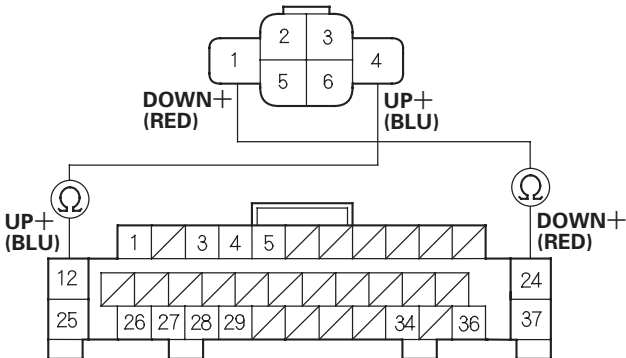 2 3
1 4
5 6
DOWN+
(RED)
UP+
(BLU)
Ω Ω
UP+
(BLU)
DOWN+
(RED)
1 3 4 5
12 24
25 26 27 28 29 34 36 37